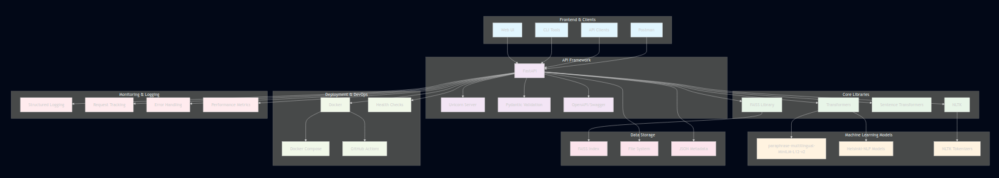 Frontend & Clients
Web UI
CLI Tools
API Clients
Postman
API Framework
FastAPI
Uvicorn Server
Pydantic Validation
OpenAPI/Swagger
Monitoring & Logging
Structured Logging
Request Tracking
Error Handling
Performance Metrics
Deployment & DevOps
Docker
Health Checks
Docker Compose
GitHub Actions
Core Libraries
FAISS Library
Transformers
Sentence Transformers
NLTK
Data Storage
FAISS Index
File System
JSON Metadata
Machine Learning Models
paraphrase-multilingual-
MiniLM-L12-v2
Helsinki-NLP Models
NLTK Tokenizers